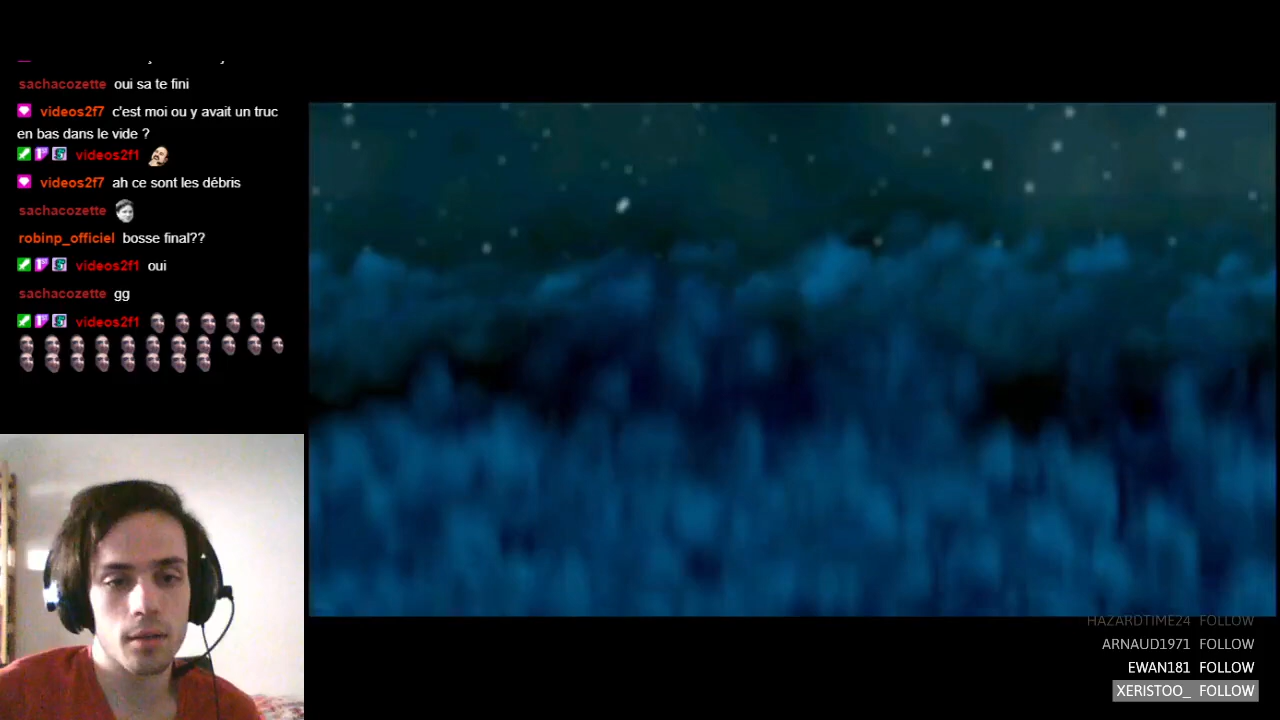 sachacozette oui sa te fini
videos2f7 c'est moi ou y avait un truc
en bas dans le vide ?
videos2f1
videos2f7 ah ce sont les débris
sachacozette
robinp_officiel bosse final??
videos2f1 oui
sachacozette gg
videos2f1
HAZARDTIME24 FOLLOW
ARNAUD1971 FOLLOW
EWAN181 FOLLOW
XERISTOO_ FOLLOW